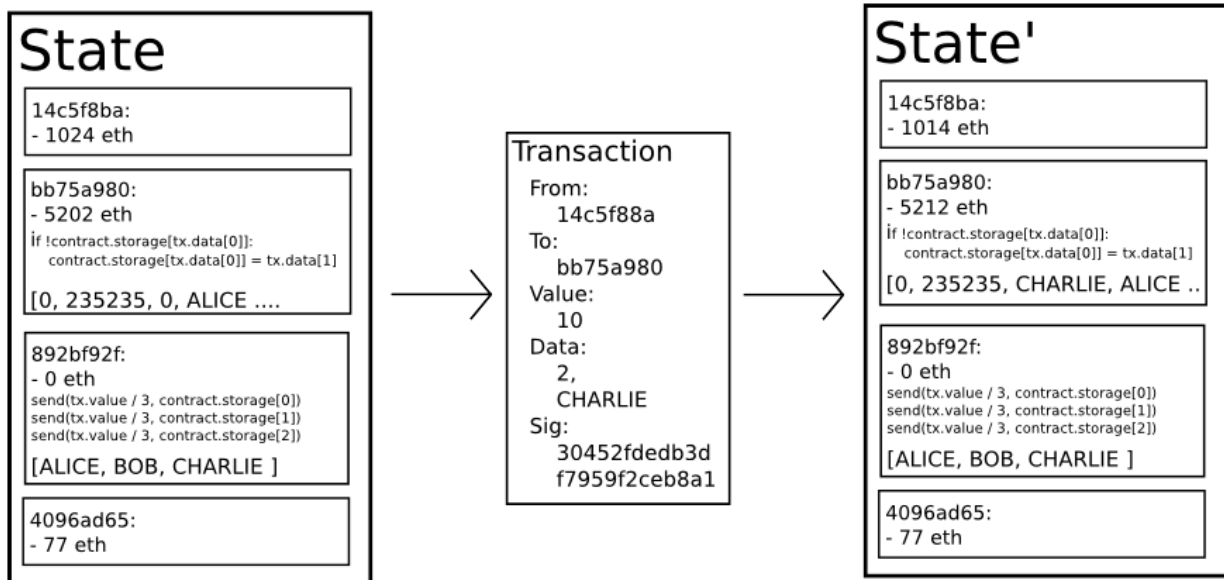 State
14c5f8ba:
- 1024 eth
bb75a980:
- 5202 eth
if !contract.storage[tx.data[0]]:
contract.storage[tx.data[0]] = tx.data[1]
[0, 235235, 0, ALICE ....
892bf92f:
- 0 eth
send(tx.value / 3, contract.storage[0])
send(tx.value / 3, contract.storage[1])
send(tx.value / 3, contract.storage[2])
[ALICE, BOB, CHARLIE ]
4096ad65:
- 77 eth
Transaction
From:
14c5f88a
To:
bb75a980
Value:
10
Data:
2,
CHARLIE
Sig:
30452fdedb3d
f7959f2ceb8a1
State'
14c5f8ba:
- 1014 eth
bb75a980:
- 5212 eth
if !contract.storage[tx.data[0]]:
contract.storage[tx.data[0]] = tx.data[1]
[0, 235235, CHARLIE, ALICE ..
892bf92f:
- 0 eth
send(tx.value / 3, contract.storage[0])
send(tx.value / 3, contract.storage[1])
send(tx.value / 3, contract.storage[2])
[ALICE, BOB, CHARLIE ]
4096ad65:
- 77 eth